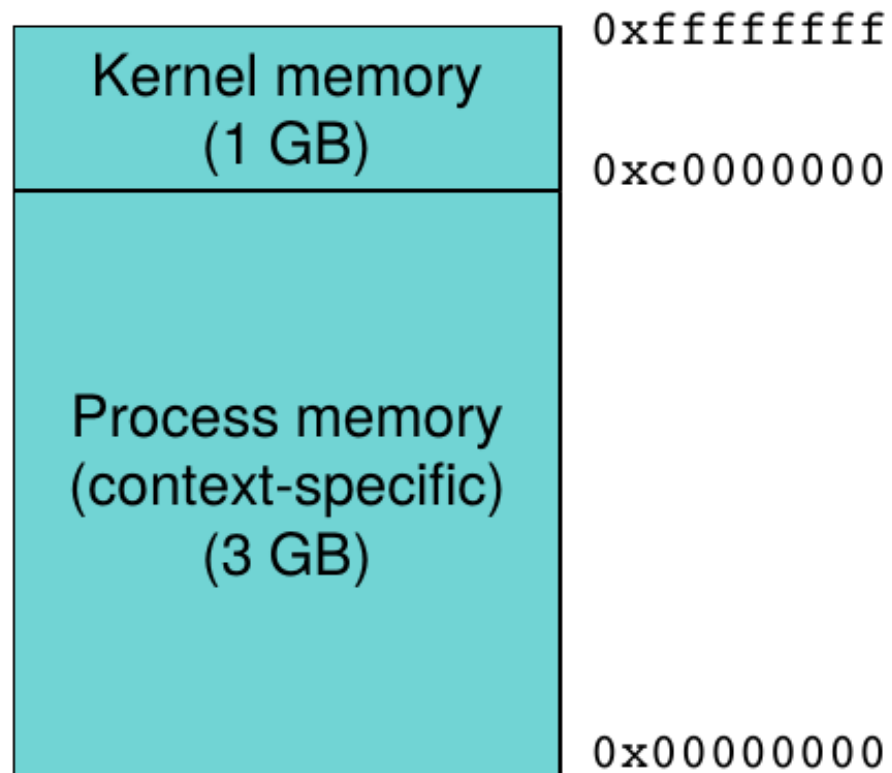 0xffffffff
Kernel memory
(1 GB)
0xc0000000
Process memory
(context-specific)
(3 GB)
0x00000000